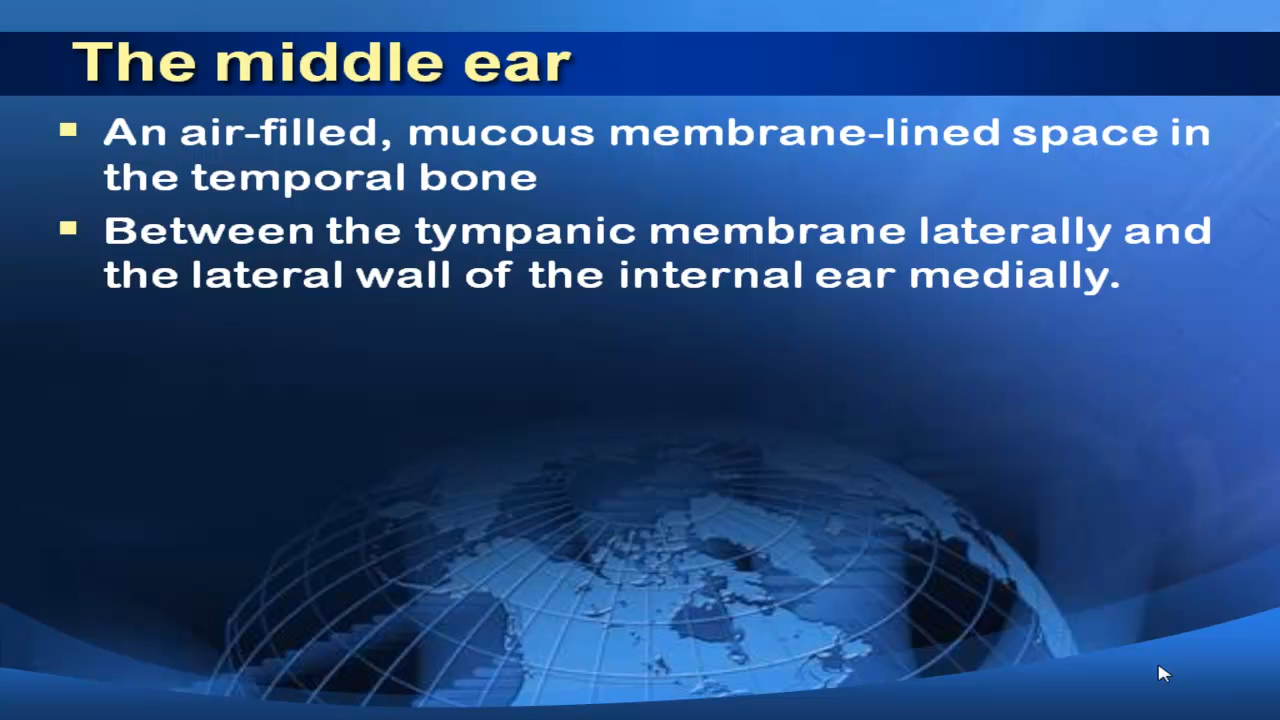 The middle ear
An air-filled, mucous membrane-lined space in
the temporal bone
Between the tympanic membrane laterally and
the lateral wall of the internal ear medially.